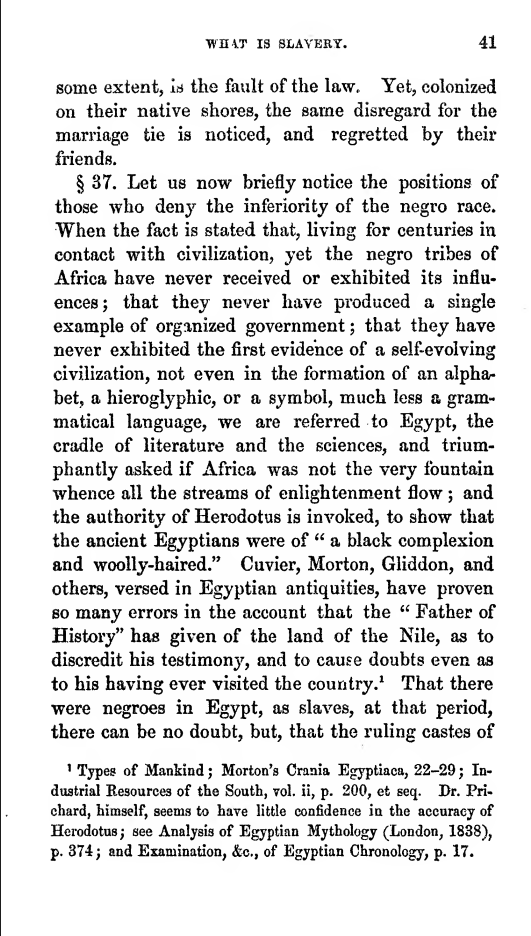 WHAT IS SLAVERY. 41
some extent, is the fault of the law. Yet, colonized
on their native shores, the same disregard for the
marriage tie is noticed, and regretted by their
friends.
§ 37. Let us now briefly notice the positions of
those who deny the inferiority of the negro race.
When the fact is stated that, living for centuries in
contact with civilization, yet the negro tribes of
Africa have never received or exhibited its influ-
ences; that they never have produced a single
example of organized government; that they have
never exhibited the first evidence of a self-evolving
civilization, not even in the formation of an alpha-
bet, a hieroglyphic, or a symbol, much less a gram-
matical language, we are referred to Egypt, the
cradle of literature and the sciences, and trium-
phantly asked if Africa was not the very fountain
whence all the streams of enlightenment flow; and
the authority of Herodotus is invoked, to show that
the ancient Egyptians were of “ a black complexion
and woolly-haired.” Cuvier, Morton, Gliddon, and
others, versed in Egyptian antiquities, have proven
so many errors in the account that the “ Father of
History” has given of the land of the Nile, as to
discredit his testimony, and to cause doubts even as
to his having ever visited the country.¹ That there
were negroes in Egypt, as slaves, at that period,
there can be no doubt, but, that the ruling castes of
¹ Types of Mankind; Morton's Crania Egyptiaca, 22–29; In-
dustrial Resources of the South, vol. ii, p. 200, et seq. Dr. Pri-
chard, himself, seems to have little confidence in the accuracy of
Herodotus; see Analysis of Egyptian Mythology (London, 1838),
p. 374; and Examination, &c., of Egyptian Chronology, p. 17.